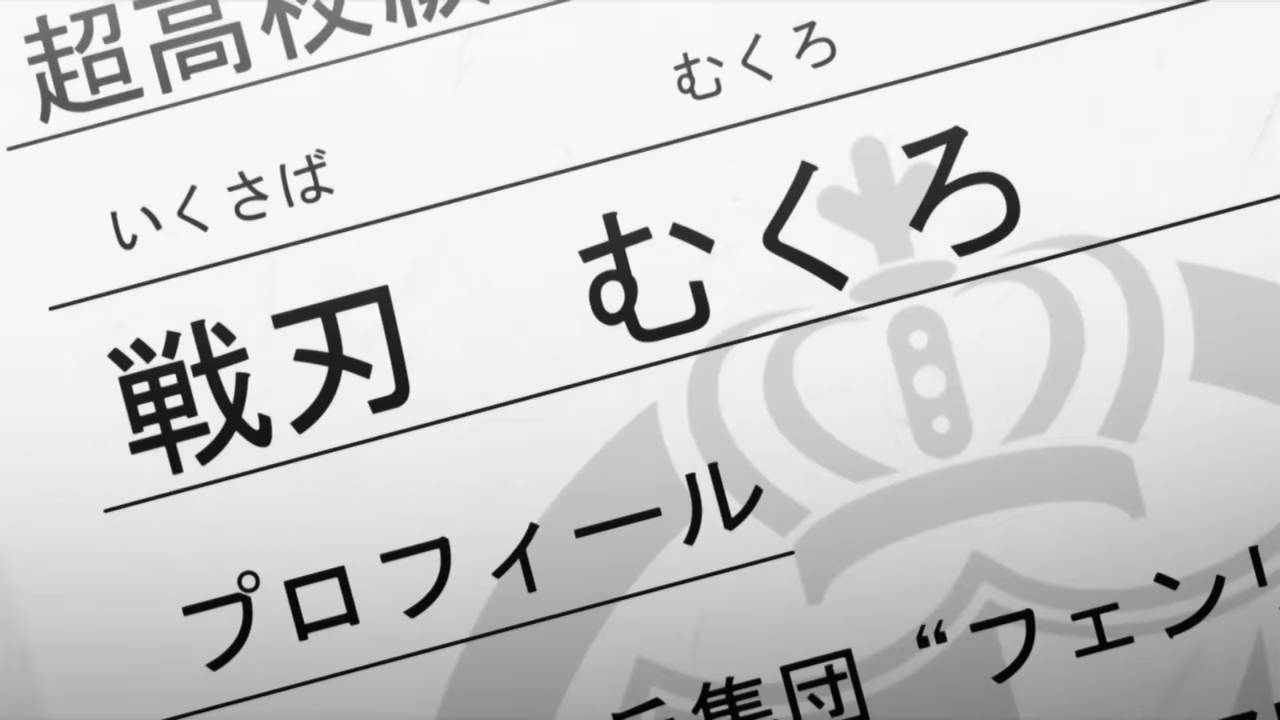 超高校級
いくさば むくろ
戦刃 むくろ
プロフィール
集団“フェン